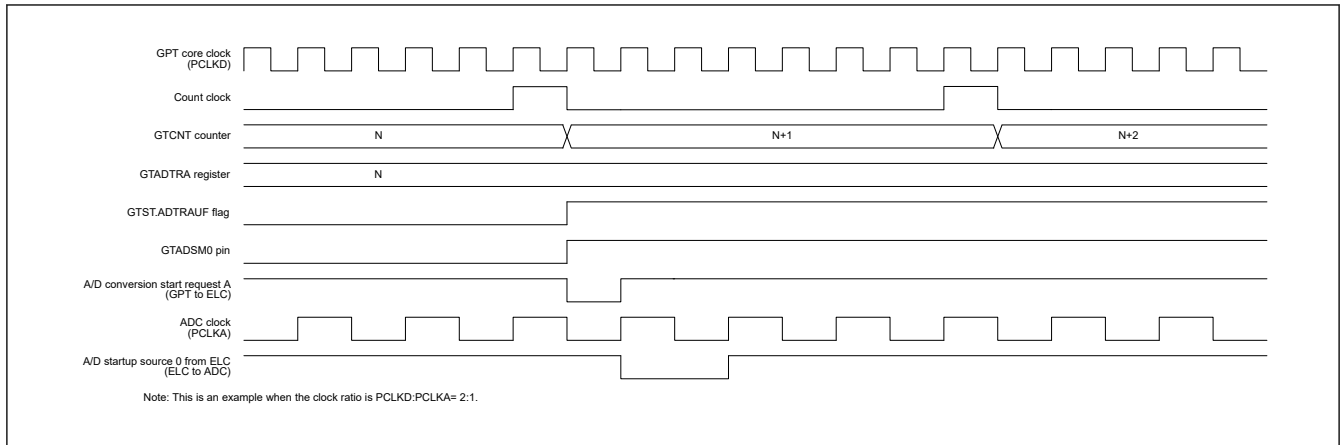 GPT core clock
(PCLKD)
Count clock
GTCNT counter
N
N+1
N+2
GTADTRA register
N
GTST.ADTRAUF flag
GTADSM0 pin
A/D conversion start request A
(GPT to ELC)
ADC clock
(PCLKA)
A/D startup source 0 from ELC
(ELC to ADC)
Note: This is an example when the clock ratio is PCLKD:PCLKA= 2:1.